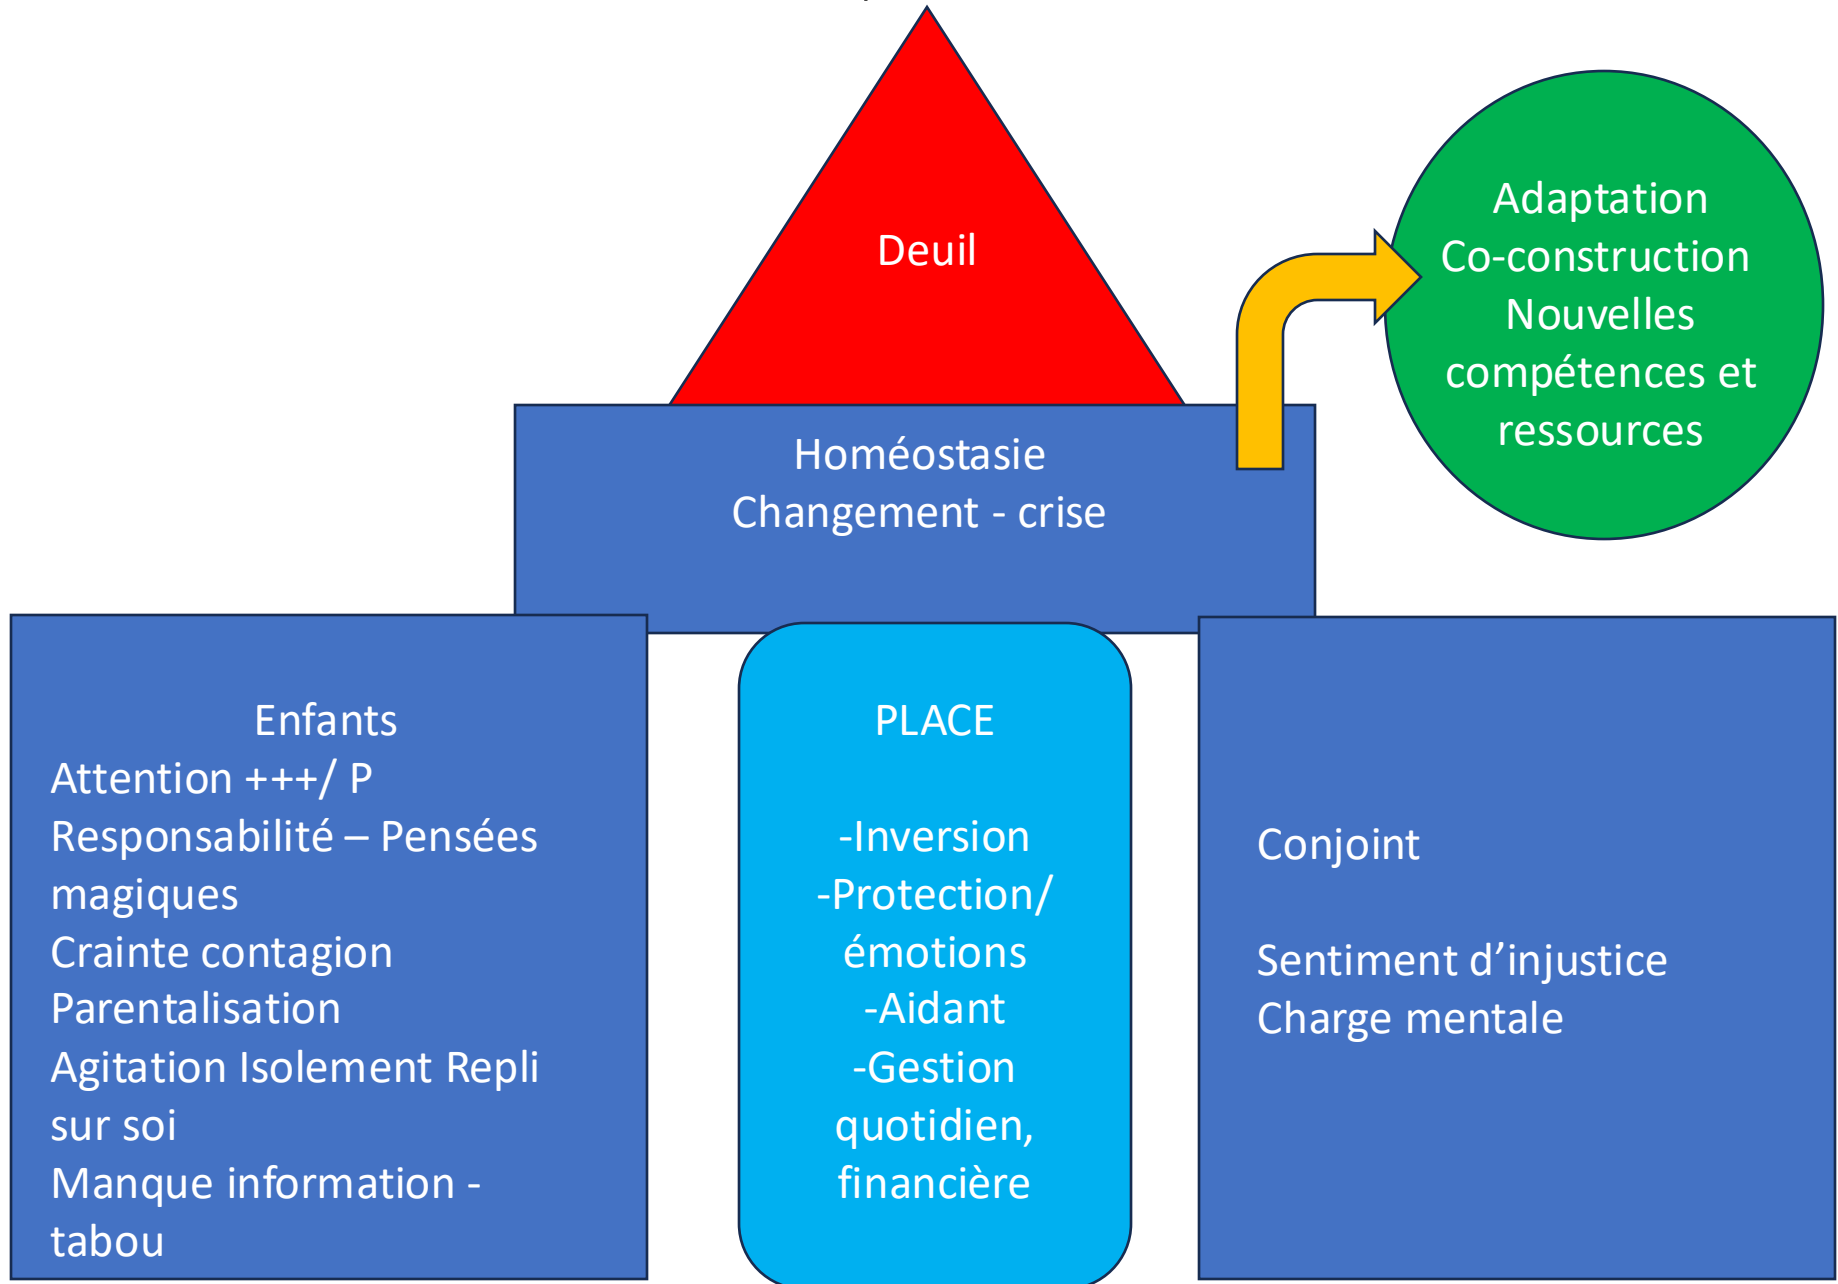 Deuil
Adaptation
Co-construction
Nouvelles
compétences et
ressources
Homéostasie
Changement - crise
Enfants
Attention +++/ P
Responsabilité – Pensées
magiques
Crainte contagion
Parentalisation
Agitation Isolement Repli
sur soi
Manque information -
tabou
PLACE
-Inversion
-Protection/
émotions
-Aidant
-Gestion
quotidien,
financière
Conjoint
Sentiment d’injustice
Charge mentale